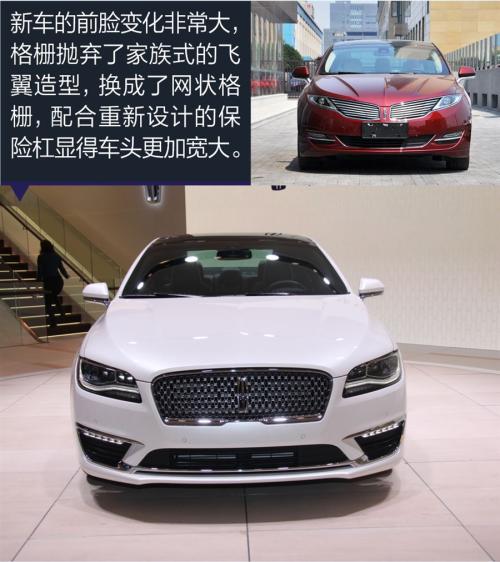 新车的前脸变化非常大，
格栅抛弃了家族式的飞
翼造型，换成了网状格
栅，配合重新设计的保
险杠显得车头更加宽大。